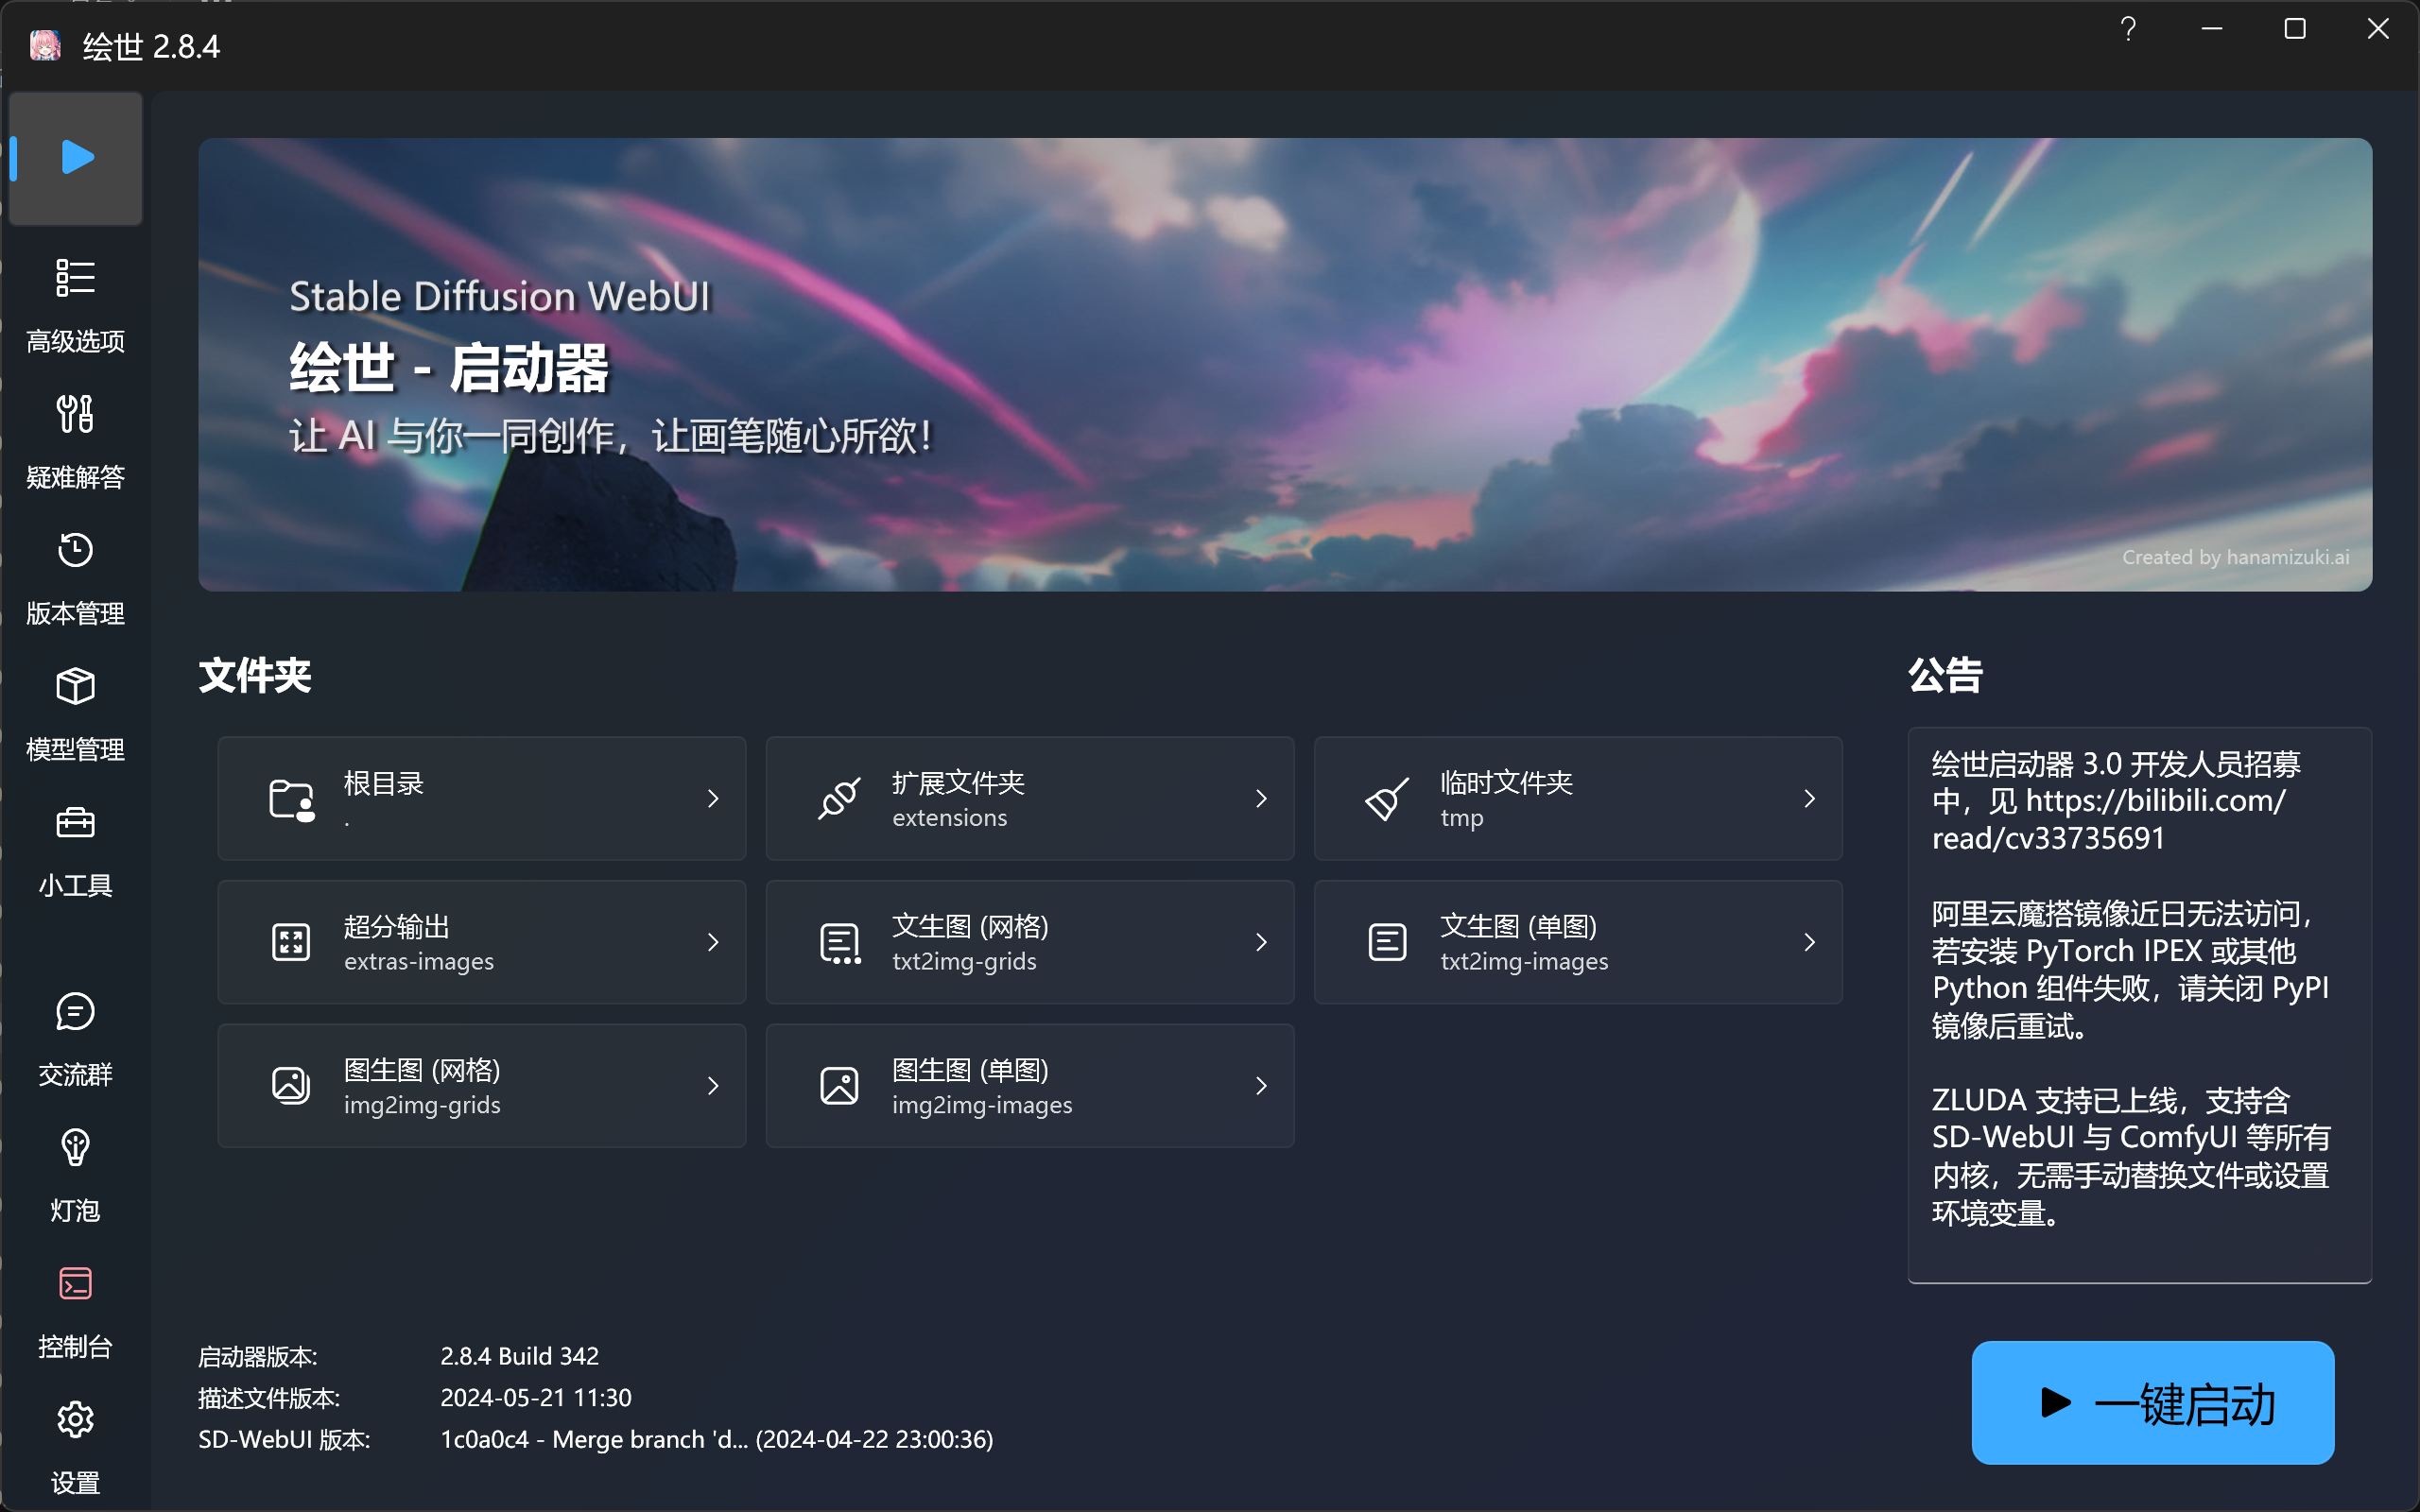 绘世 2.8.4
高级选项
疑难解答
版本管理
模型管理
小工具
交流群
灯泡
控制台
设置
Stable Diffusion WebUI
绘世 - 启动器
让 AI 与你一同创作，让画笔随心所欲！
Created by hanamizuki.ai
文件夹
根目录
.
扩展文件夹
extensions
临时文件夹
tmp
超分输出
extras-images
文生图 (网格)
txt2img-grids
文生图 (单图)
txt2img-images
图生图 (网格)
img2img-grids
图生图 (单图)
img2img-images
公告
绘世启动器 3.0 开发人员招募
中，见 https://bilibili.com/
read/cv33735691
阿里云魔搭镜像近日无法访问，
若安装 PyTorch IPEX 或其他
Python 组件失败，请关闭 PyPI
镜像后重试。
ZLUDA 支持已上线，支持含
SD-WebUI 与 ComfyUI 等所有
内核，无需手动替换文件或设置
环境变量。
启动器版本: 2.8.4 Build 342
描述文件版本: 2024-05-21 11:30
SD-WebUI 版本: 1c0a0c4 - Merge branch 'd... (2024-04-22 23:00:36)
一键启动